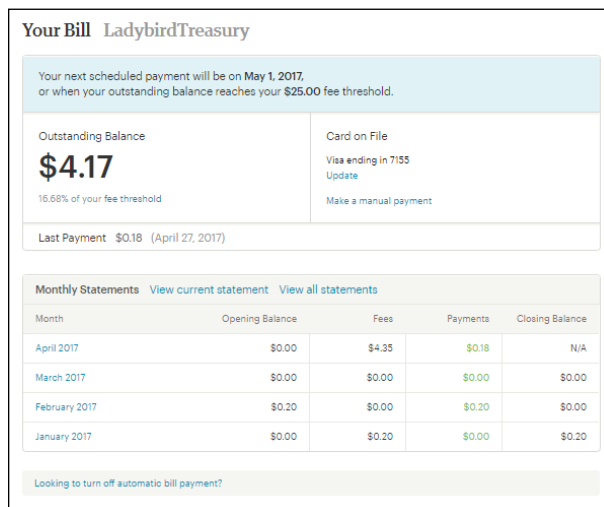 Your Bill LadybirdTreasury
Your next scheduled payment will be on May 1, 2017,
or when your outstanding balance reaches your $25.00 fee threshold.
Outstanding Balance
$4.17
16.68% of your fee threshold
Card on File
Visa ending in 7155
Update
Make a manual payment
Last Payment $0.18 (April 27, 2017)
Monthly Statements View current statement View all statements
Month Opening Balance Fees Payments Closing Balance
April 2017 $0.00 $4.35 $0.18 N/A
March 2017 $0.00 $0.00 $0.00 $0.00
February 2017 $0.20 $0.00 $0.20 $0.00
January 2017 $0.00 $0.20 $0.00 $0.20
Looking to turn off automatic bill payment?